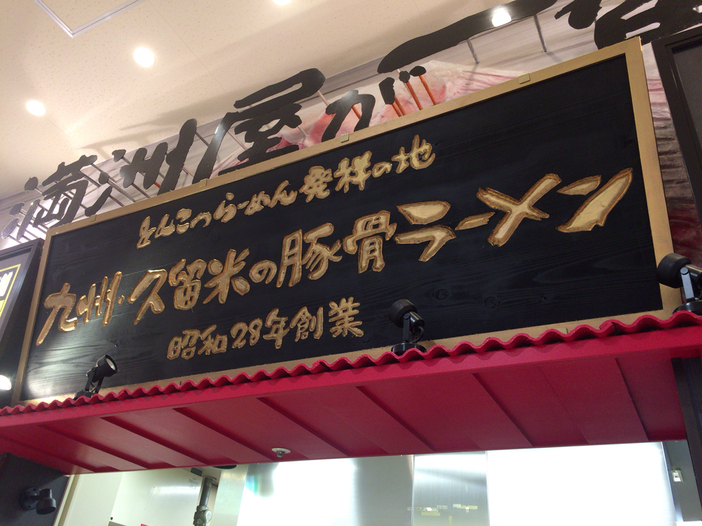 満洲屋が一番
とんこつらーめん発祥の地
九州・久留米の豚骨ラーメン
昭和28年創業